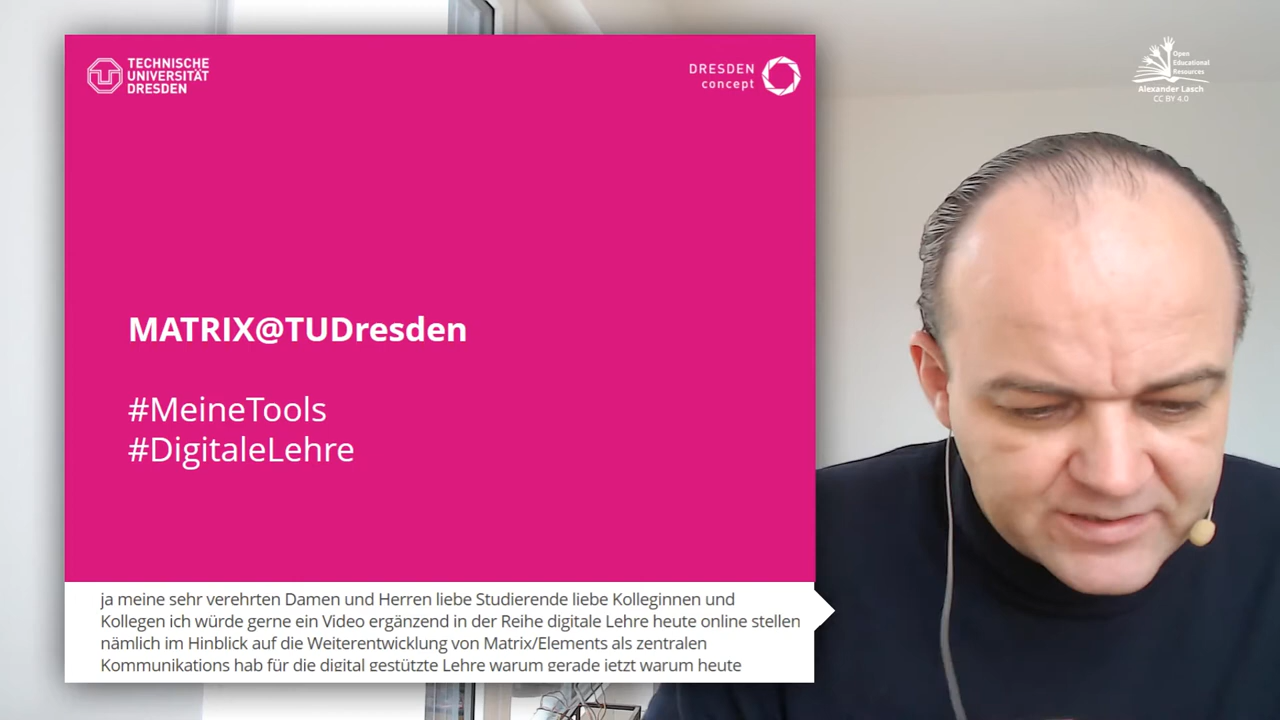 TECHNISCHE
UNIVERSITÄT
DRESDEN
DRESDEN
concept
Open
Educational
Resources
Alexander Lasch
CC BY 4.0
MATRIX@TUDresden
#MeineTools
#DigitaleLehre
ja meine sehr verehrten Damen und Herren liebe Studierende liebe Kolleginnen und
Kollegen ich würde gerne ein Video ergänzend in der Reihe digitale Lehre heute online stellen
nämlich im Hinblick auf die Weiterentwicklung von Matrix/Elements als zentralen
Kommunikations hab für die digital gestützte Lehre warum gerade jetzt warum heute